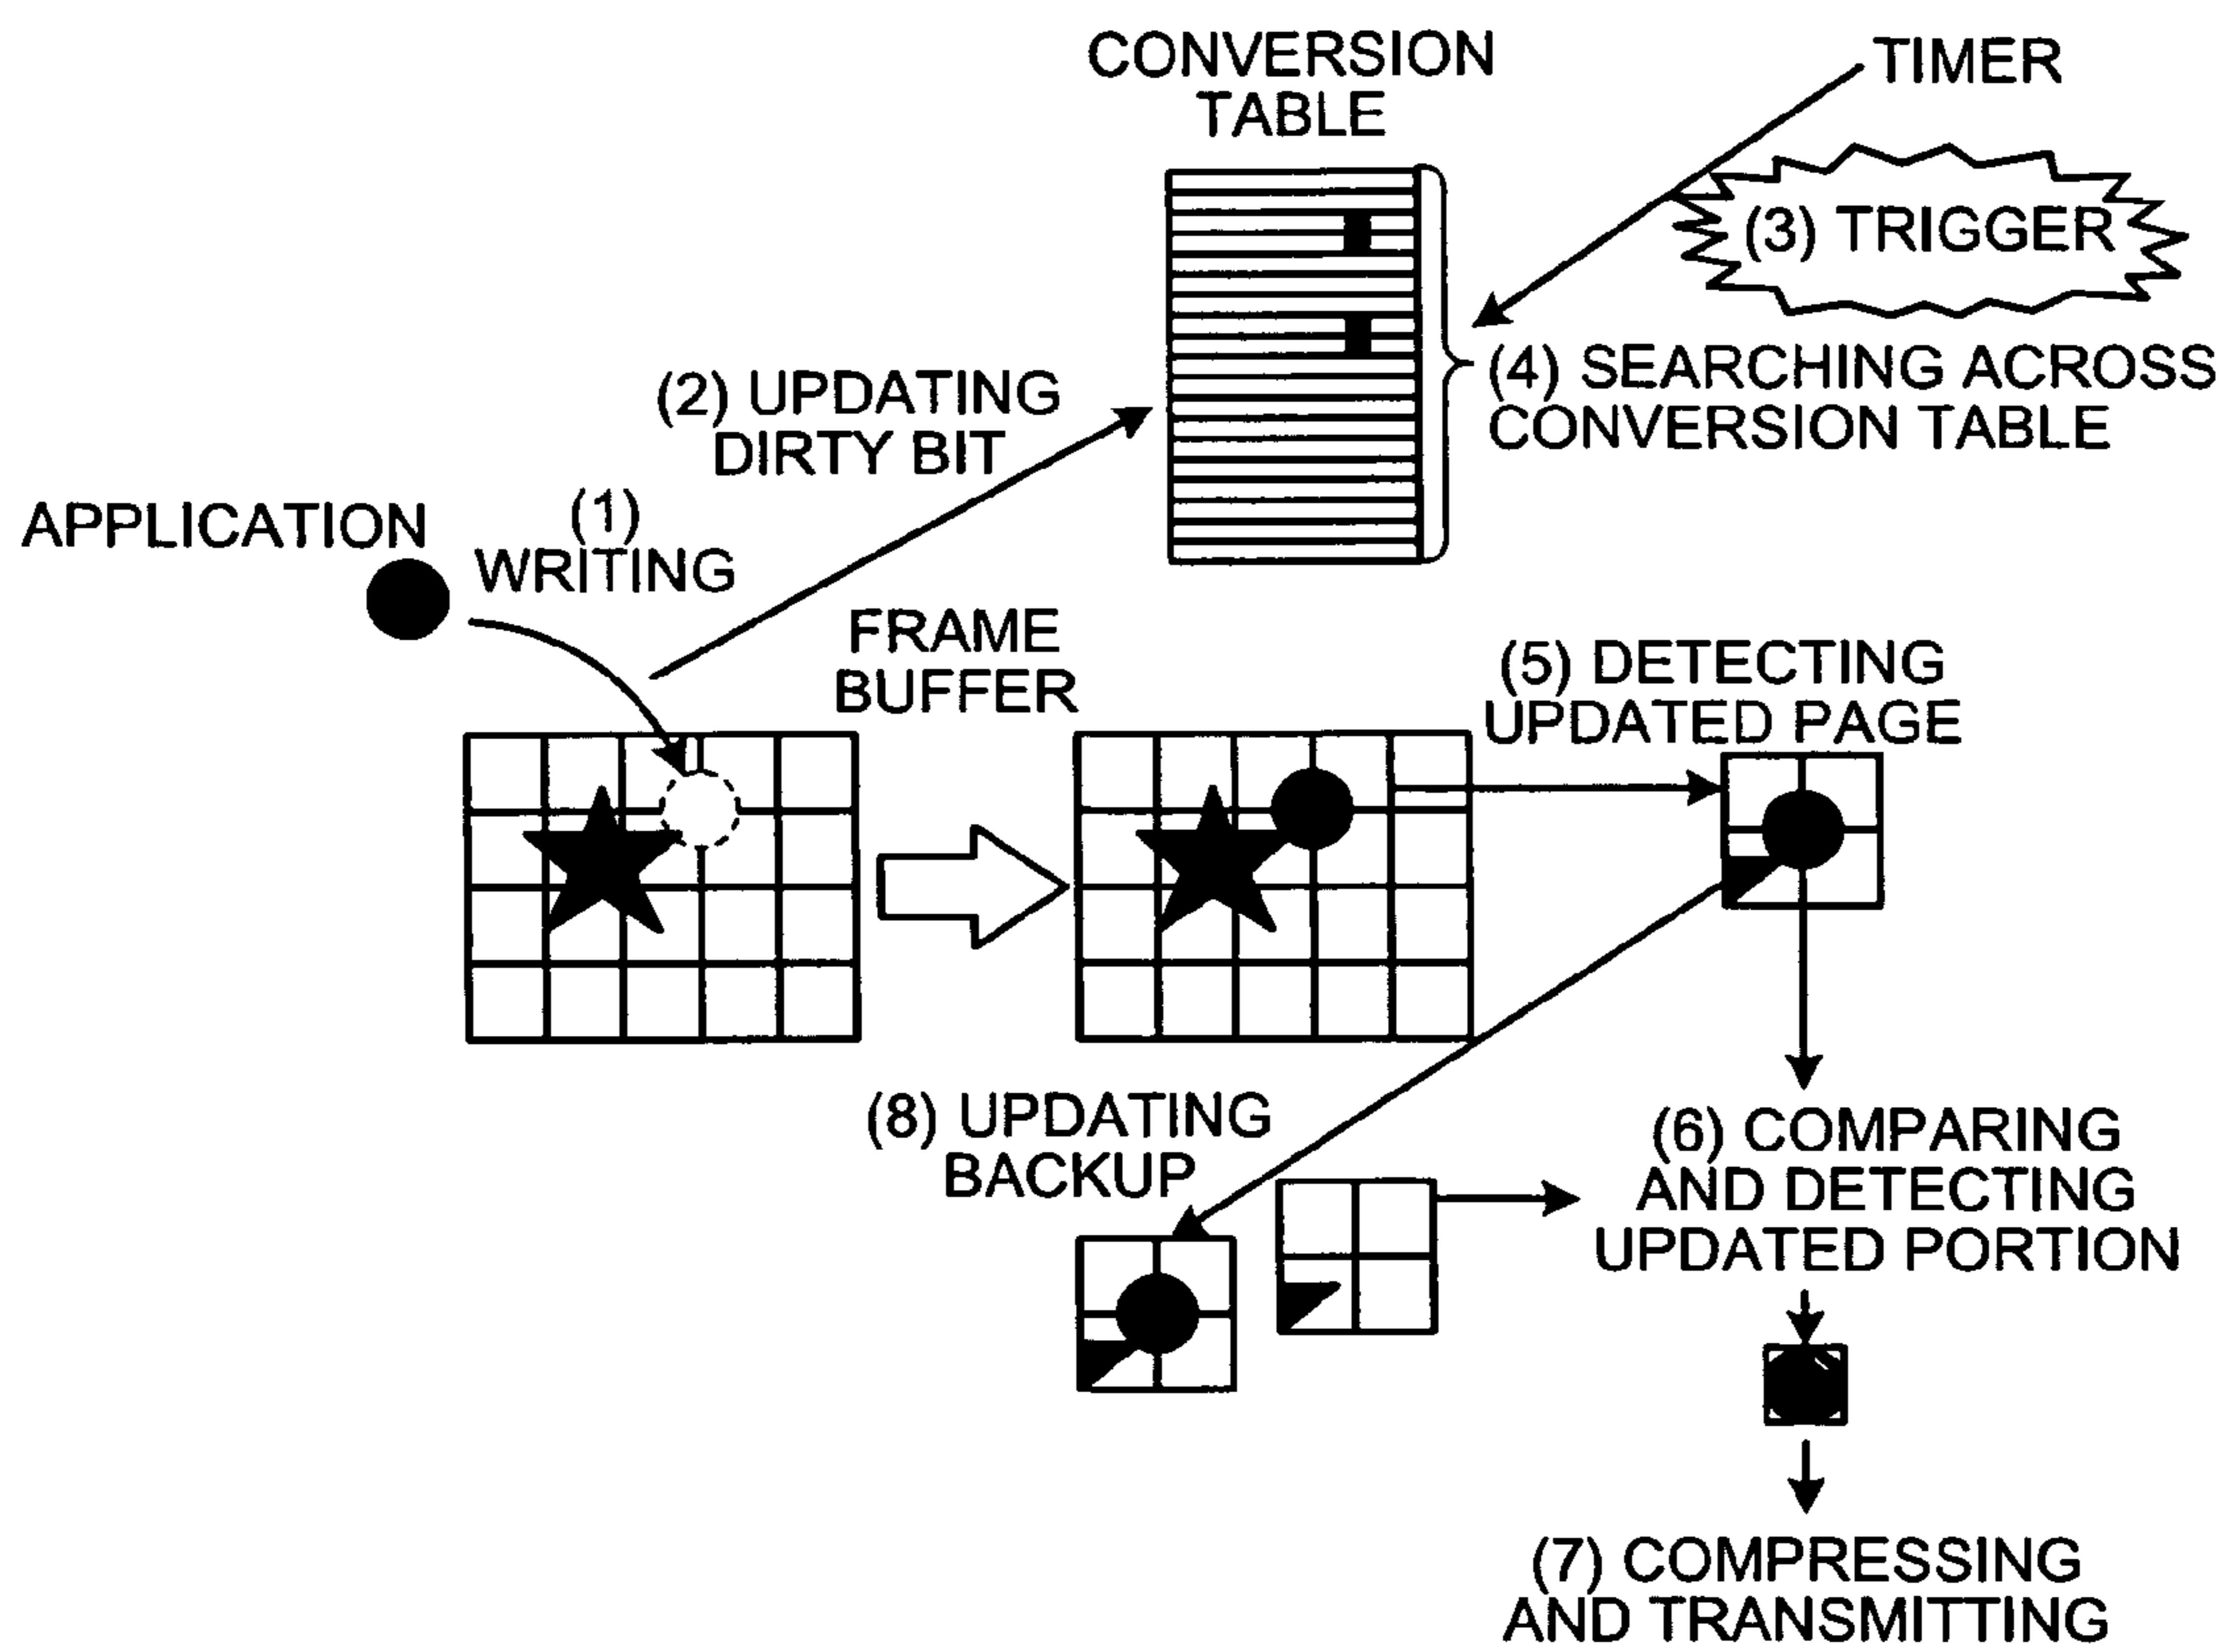 CONVERSION
TABLE
TIMER
(3) TRIGGER
(4) SEARCHING ACROSS
CONVERSION TABLE
(2) UPDATING
DIRTY BIT
APPLICATION
(1)
WRITING
FRAME
BUFFER
(5) DETECTING
UPDATED PAGE
(8) UPDATING
BACKUP
(6) COMPARING
AND DETECTING
UPDATED PORTION
(7) COMPRESSING
AND TRANSMITTING